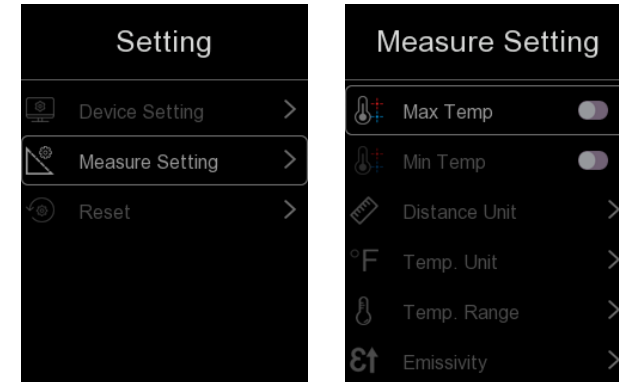 Setting
Device Setting
Measure Setting
Reset
Measure Setting
Max Temp
Min Temp
Distance Unit
°F Temp. Unit
Temp. Range
ε Emissivity